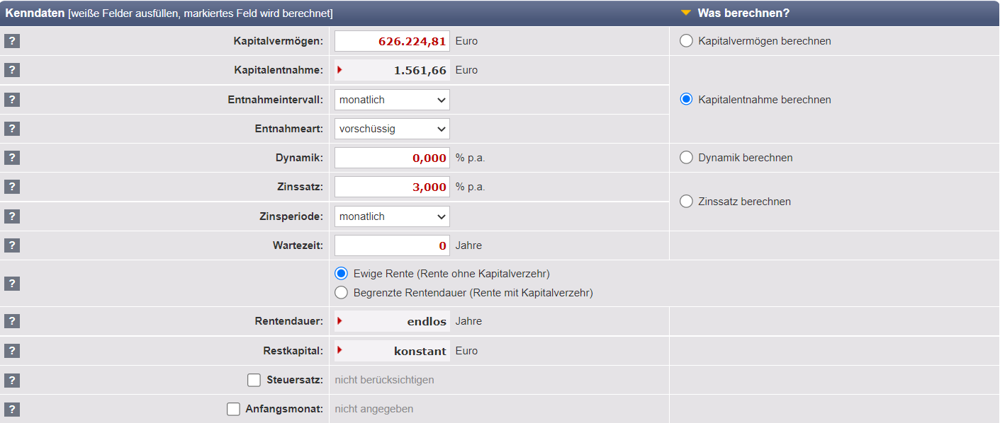 Kenndaten [weiße Felder ausfüllen, markiertes Feld wird berechnet] Was berechnen?
? Kapitalvermögen: 626.224,81 Euro Kapitalvermögen berechnen
? Kapitalentnahme: 1.561,66 Euro
? Entnahmeintervall: monatlich Kapitalentnahme berechnen
? Entnahmeart: vorschüssig
? Dynamik: 0,000 % p.a. Dynamik berechnen
? Zinssatz: 3,000 % p.a.
Zinssatz berechnen
? Zinsperiode: monatlich
? Wartezeit: 0 Jahre
Ewige Rente (Rente ohne Kapitalverzehr)
?
Begrenzte Rentendauer (Rente mit Kapitalverzehr)
? Rentendauer: endlos Jahre
? Restkapital: konstant Euro
? Steuersatz: nicht berücksichtigen
? Anfangsmonat: nicht angegeben